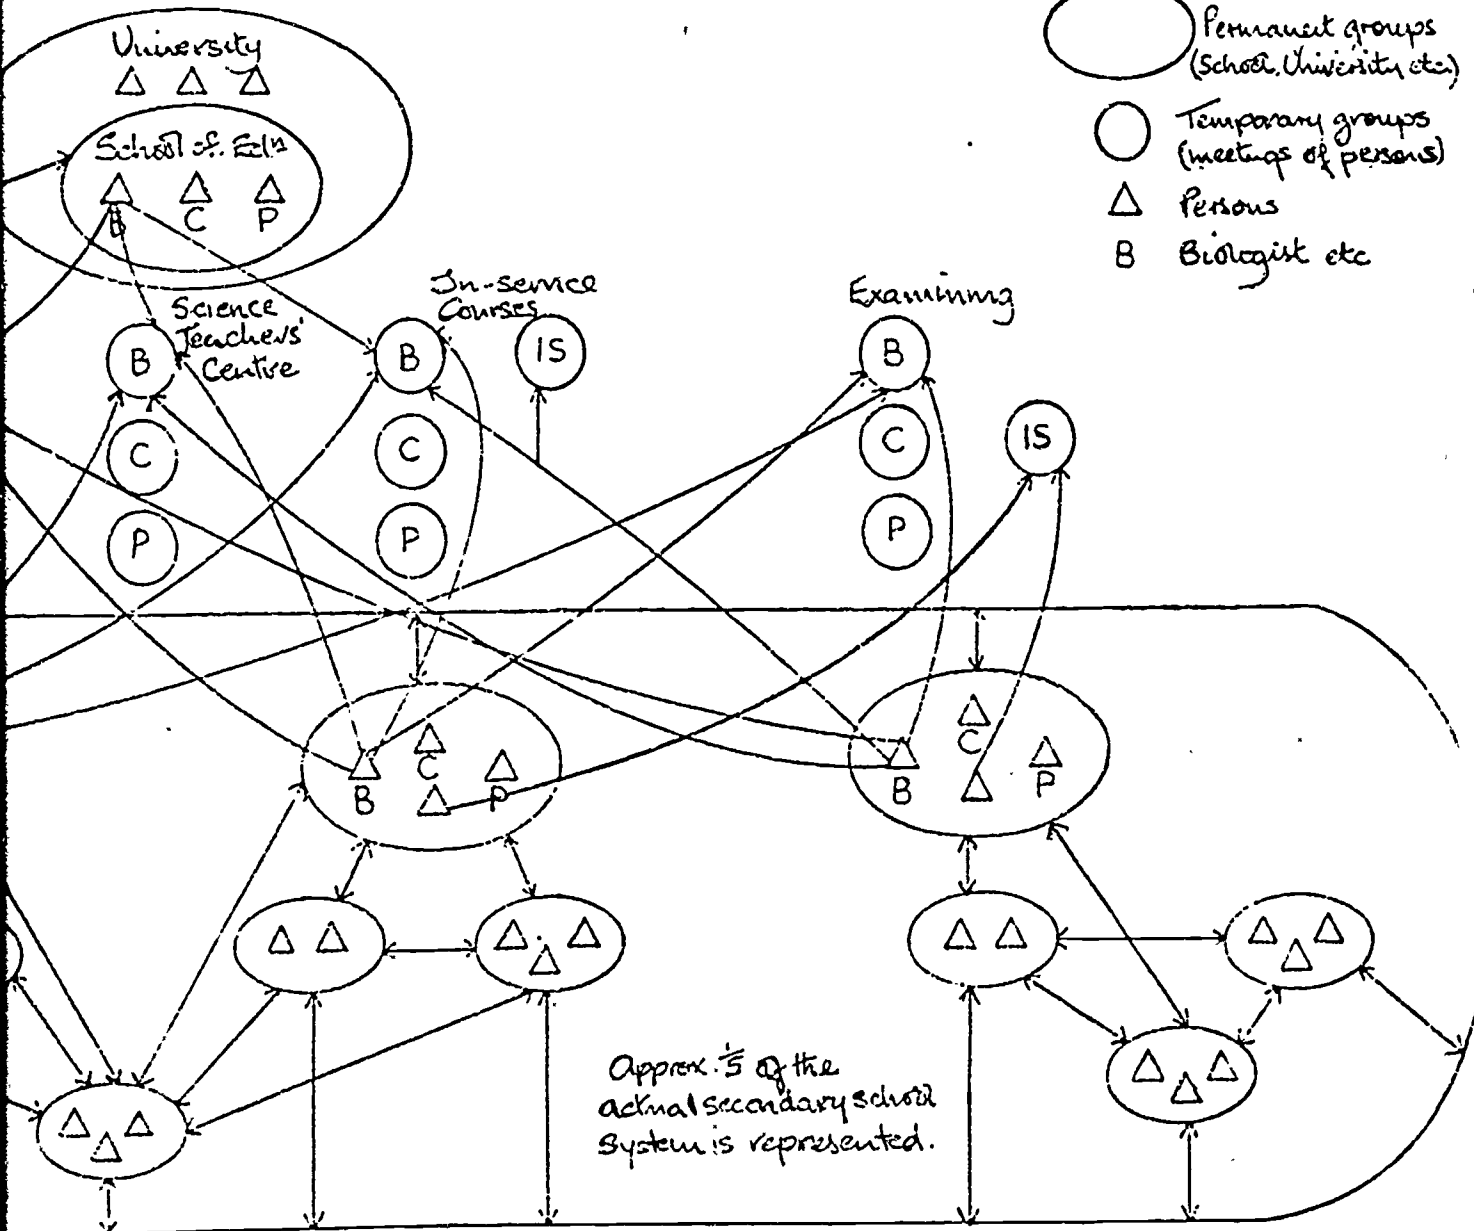 University
School of Edⁿ
B C P
Permanent groups
(School, University etc.)
Temporary groups
(meetings of persons)
Persons
B Biologist etc
Science
Teachers'
Centre
B
C
P
In-service
Courses
B
IS
C
P
Examining
B
C
IS
P
C
B P
C
B P
Approx. 1/5 of the
actual secondary school
system is represented.